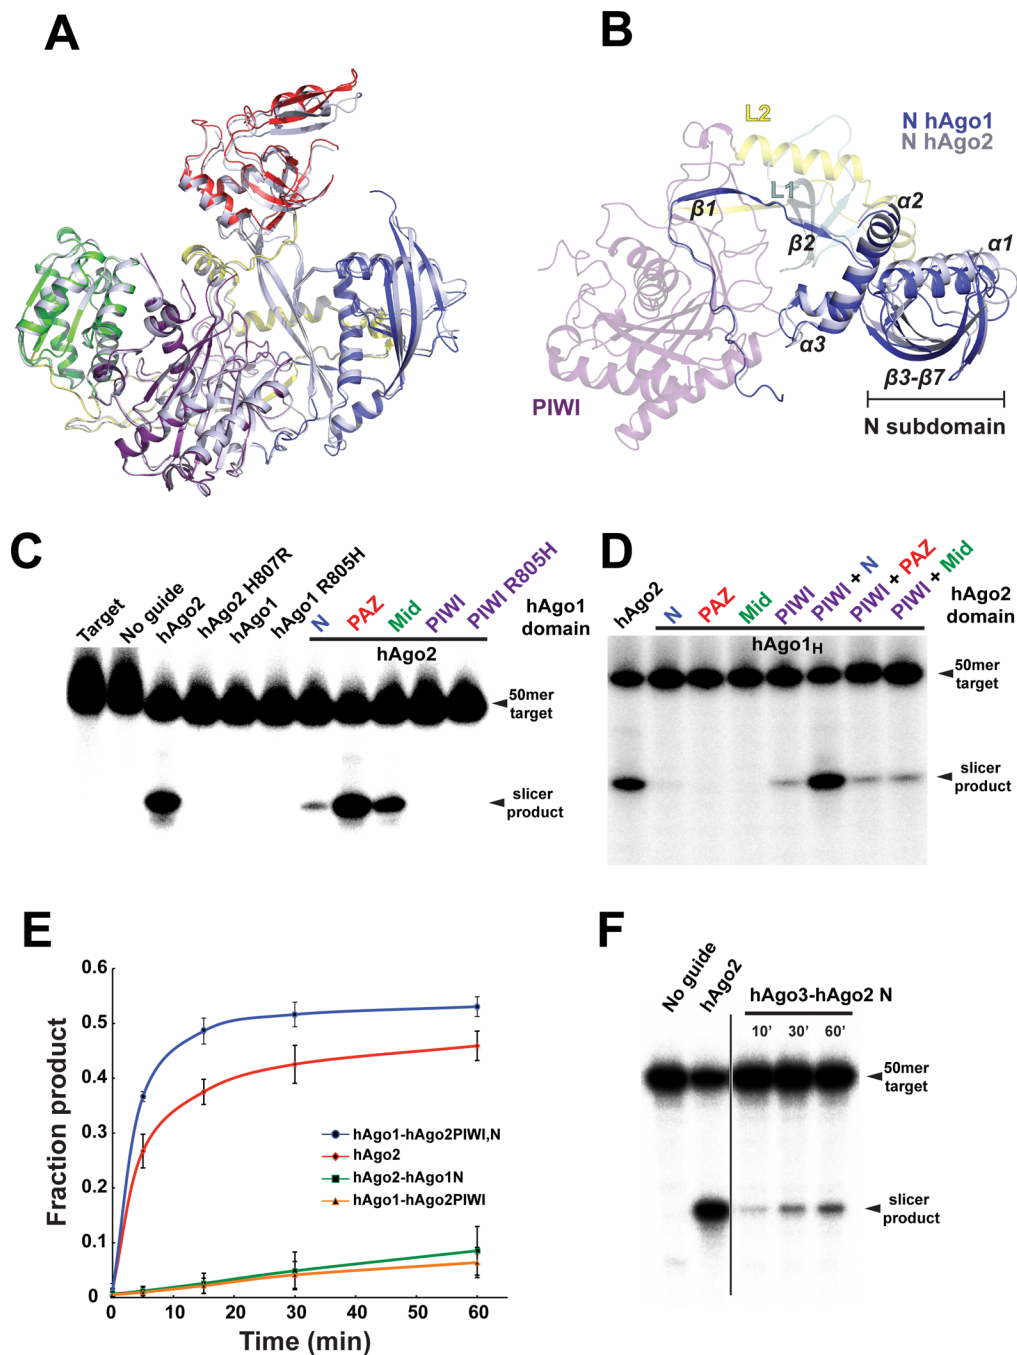 A
B
L2
N hAgo1
N hAgo2
L1
β1
β2
α2
α1
α3
β3-β7
PIWI
N subdomain
C
Target
No guide
hAgo2
hAgo2 H807R
hAgo1
hAgo1 R805H
N
PAZ
Mid
PIWI
PIWI R805H
hAgo1 domain
hAgo2
50mer target
slicer product
D
hAgo2
N
PAZ
Mid
PIWI
PIWI + N
PIWI + PAZ
PIWI + Mid
hAgo2 domain
hAgo1H
50mer target
slicer product
E
Fraction product
0.6
0.5
0.4
0.3
0.2
0.1
0
0
10
20
30
40
50
60
Time (min)
hAgo1-hAgo2PIWI,N
hAgo2
hAgo2-hAgo1N
hAgo1-hAgo2PIWI
F
No guide
hAgo2
hAgo3-hAgo2 N
10' 30' 60'
50mer target
slicer product